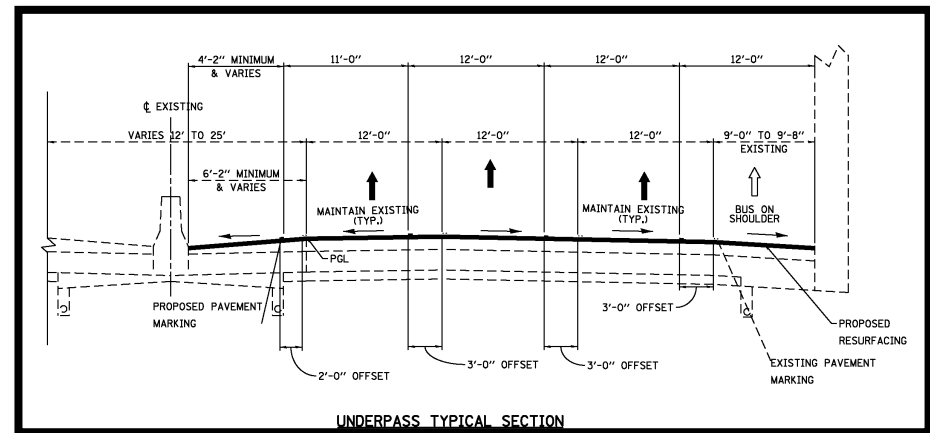 4'-2" MINIMUM
& VARIES
11'-0"
12'-0"
12'-0"
12'-0"
℄ EXISTING
VARIES 12' TO 25'
12'-0"
12'-0"
12'-0"
9'-0" TO 9'-8"
EXISTING
6'-2" MINIMUM
& VARIES
MAINTAIN EXISTING
(TYP.)
MAINTAIN EXISTING
(TYP.)
BUS ON
SHOULDER
PGL
PROPOSED PAVEMENT
MARKING
3'-0" OFFSET
PROPOSED
RESURFACING
2'-0" OFFSET
3'-0" OFFSET
3'-0" OFFSET
EXISTING PAVEMENT
MARKING
UNDERPASS TYPICAL SECTION